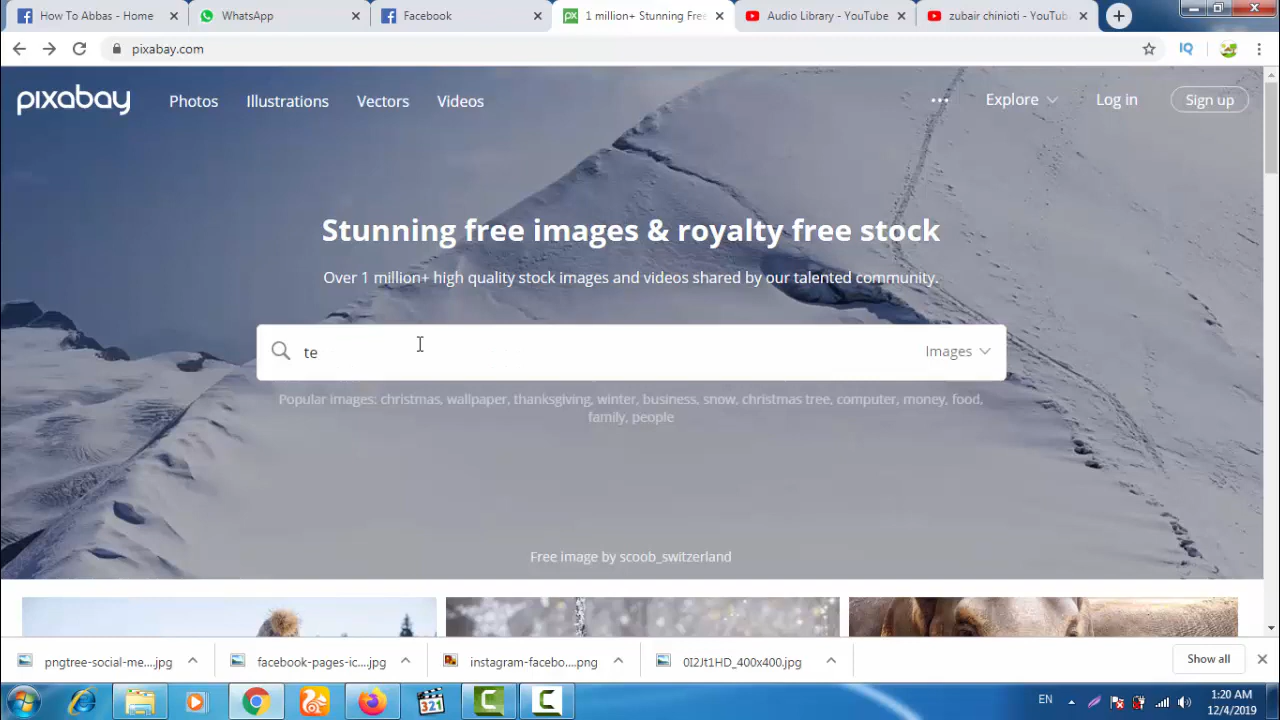 How To Abbas - Home
WhatsApp
Facebook
1 million+ Stunning Free
Audio Library - YouTube
zubair chinioti - YouTub
pixabay.com
IQ
pixabay
Photos
Illustrations
Vectors
Videos
Explore
Log in
Sign up
Stunning free images & royalty free stock
Over 1 million+ high quality stock images and videos shared by our talented community.
te
Images
Popular images: christmas, wallpaper, thanksgiving, winter, business, snow, christmas tree, computer, money, food,
family, people
Free image by scoob_switzerland
pngtree-social-me....jpg
facebook-pages-ic....jpg
instagram-facebo....png
0I2Jt1HD_400x400.jpg
Show all
321
EN
1:20 AM
12/4/2019